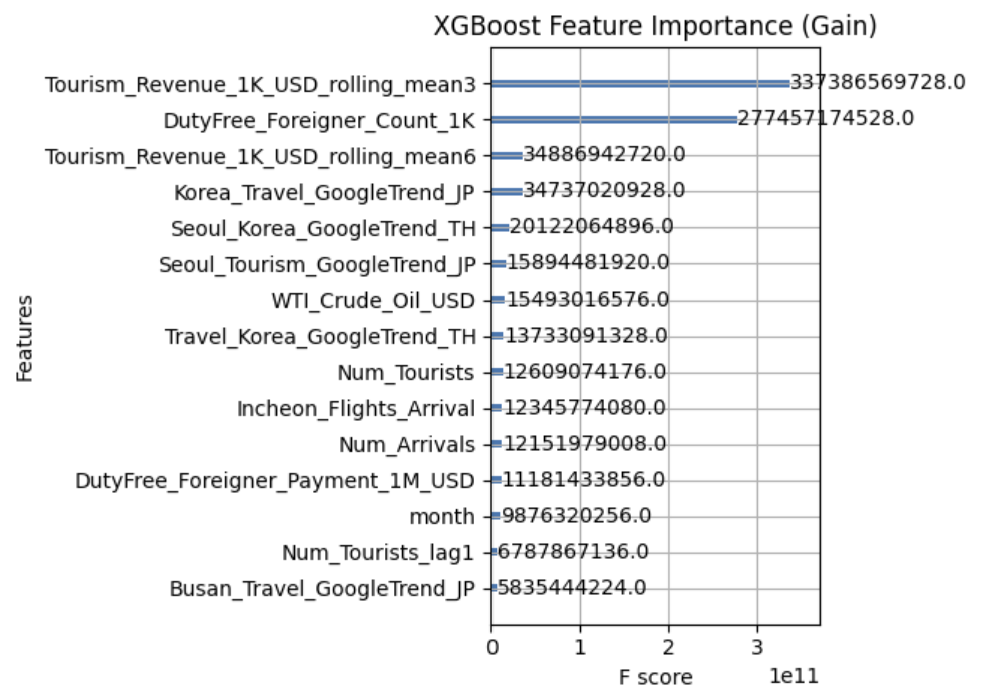 XGBoost Feature Importance (Gain)
Tourism_Revenue_1K_USD_rolling_mean3 337386569728.0
DutyFree_Foreigner_Count_1K 277457174528.0
Tourism_Revenue_1K_USD_rolling_mean6 34886942720.0
Korea_Travel_GoogleTrend_JP 34737020928.0
Seoul_Korea_GoogleTrend_TH 20122064896.0
Seoul_Tourism_GoogleTrend_JP 15894481920.0
WTI_Crude_Oil_USD 15493016576.0
Travel_Korea_GoogleTrend_TH 13733091328.0
Num_Tourists 12609074176.0
Incheon_Flights_Arrival 12345774080.0
Num_Arrivals 12151979008.0
DutyFree_Foreigner_Payment_1M_USD 11181433856.0
month 9876320256.0
Num_Tourists_lag1 6787867136.0
Busan_Travel_GoogleTrend_JP 5835444224.0
Features
0 1 2 3
1e11
F score